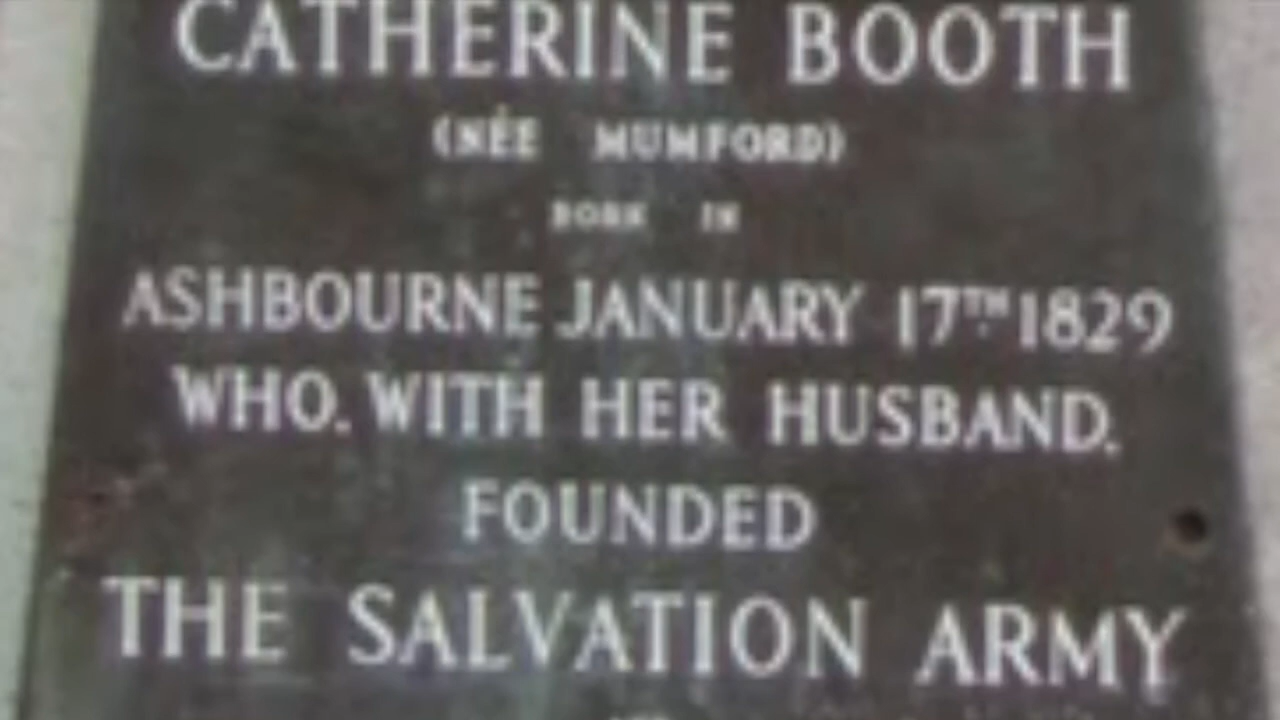 CATHERINE BOOTH
(NÉE MUMFORD)
BORN IN
ASHBOURNE JANUARY 17TH 1829
WHO, WITH HER HUSBAND,
FOUNDED
THE SALVATION ARMY